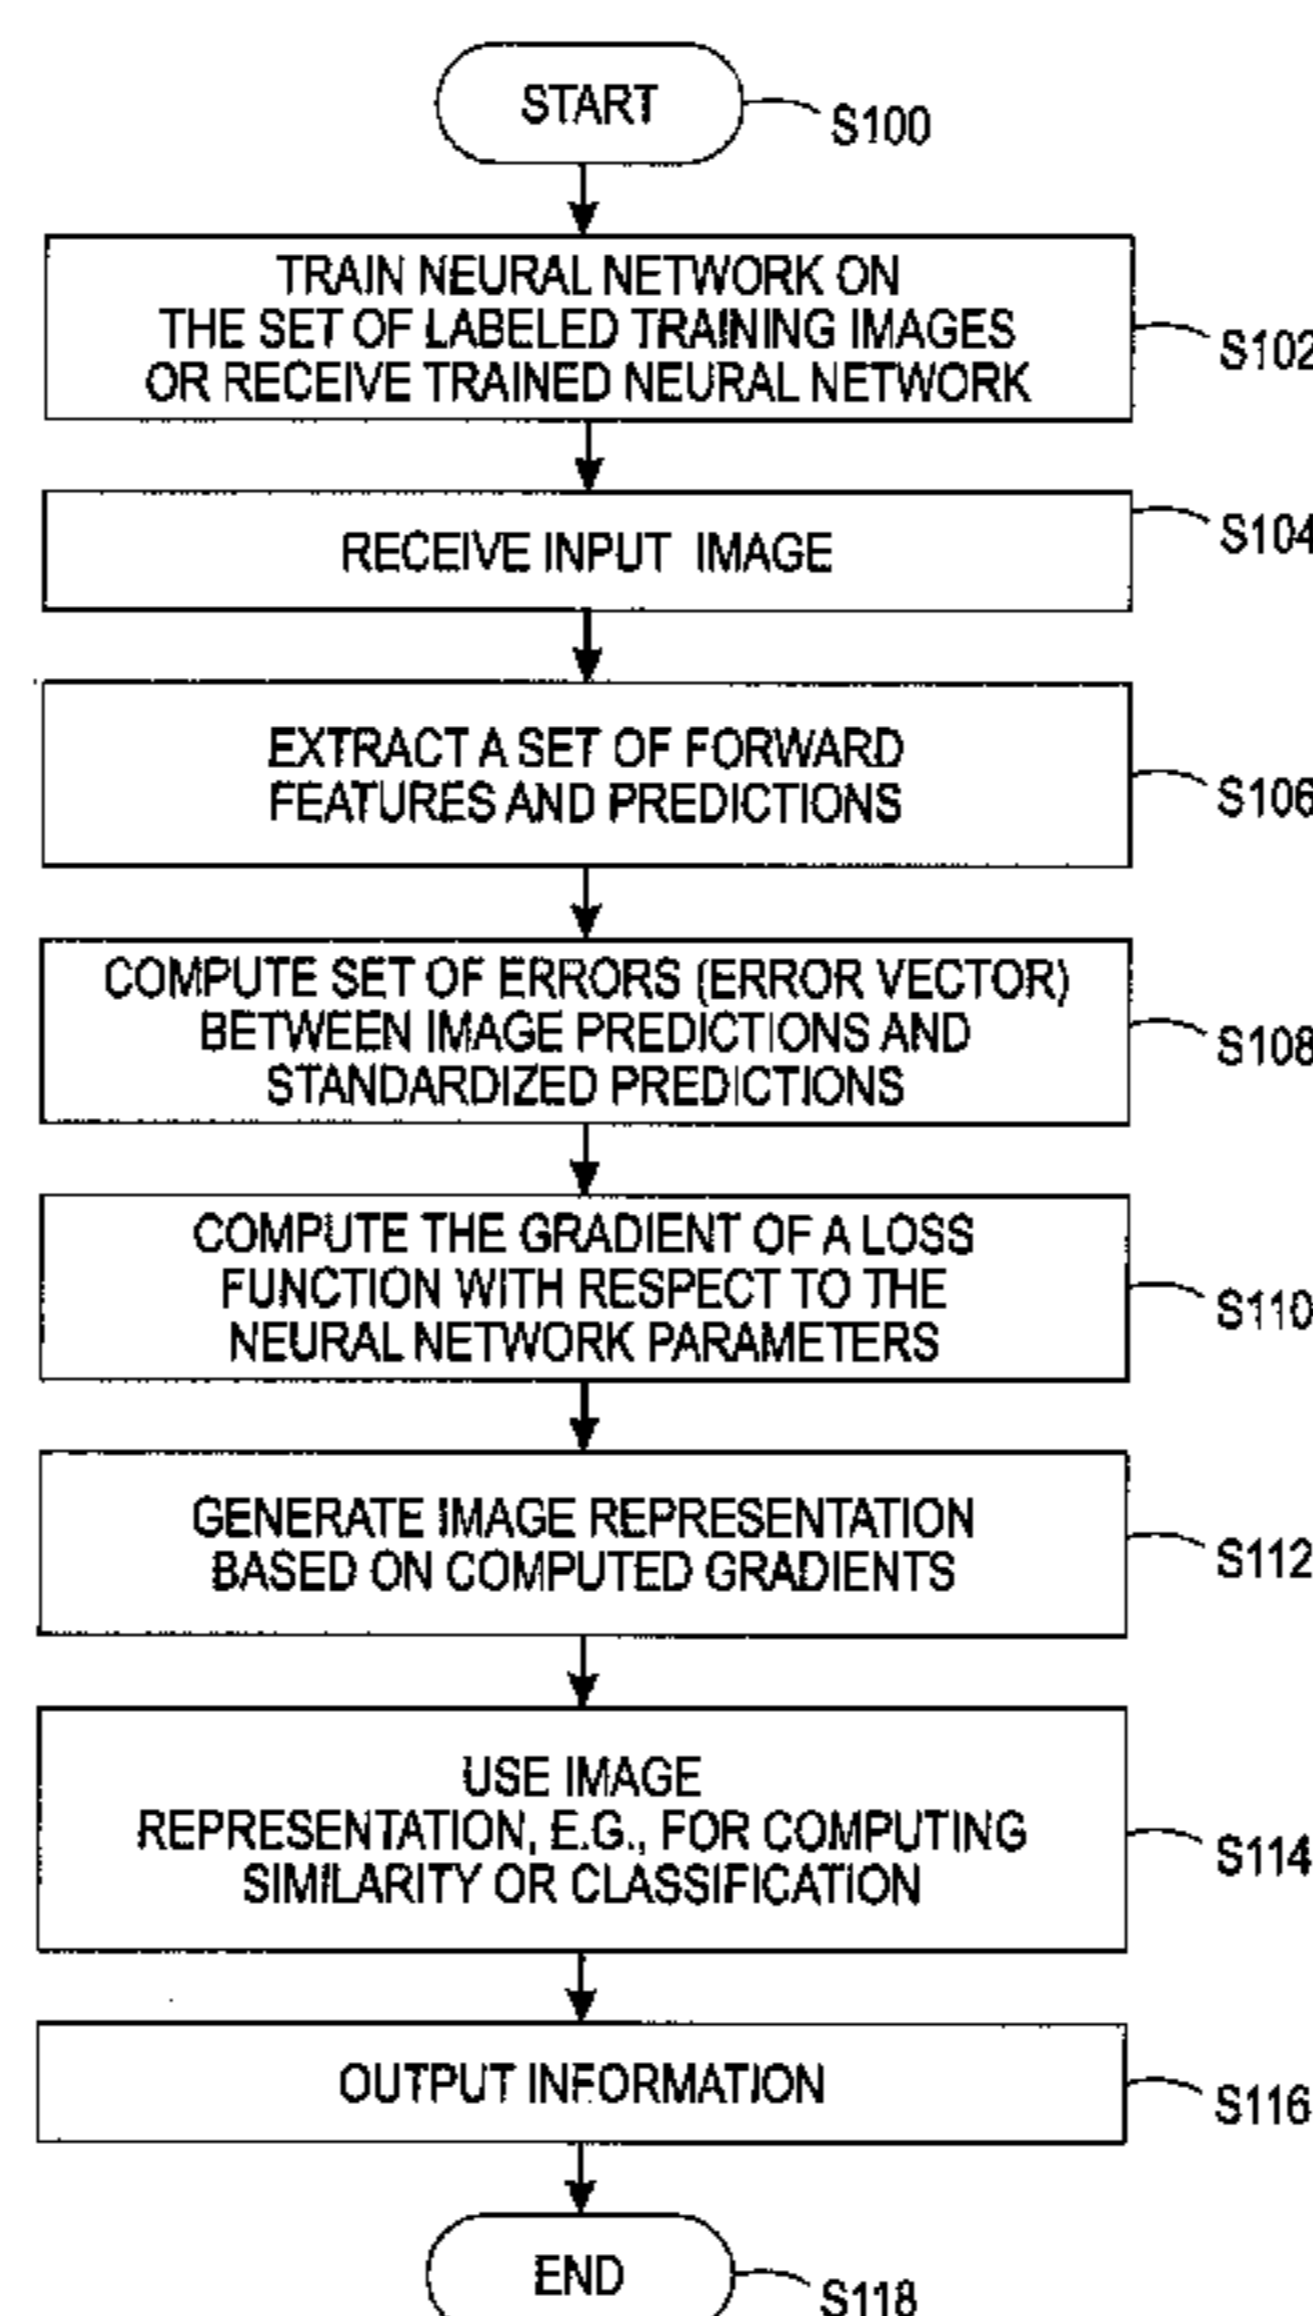 START
S100
TRAIN NEURAL NETWORK ON
THE SET OF LABELED TRAINING IMAGES
OR RECEIVE TRAINED NEURAL NETWORK
S102
RECEIVE INPUT IMAGE
S104
EXTRACT A SET OF FORWARD
FEATURES AND PREDICTIONS
S106
COMPUTE SET OF ERRORS (ERROR VECTOR)
BETWEEN IMAGE PREDICTIONS AND
STANDARDIZED PREDICTIONS
S108
COMPUTE THE GRADIENT OF A LOSS
FUNCTION WITH RESPECT TO THE
NEURAL NETWORK PARAMETERS
S110
GENERATE IMAGE REPRESENTATION
BASED ON COMPUTED GRADIENTS
S112
USE IMAGE
REPRESENTATION, E.G., FOR COMPUTING
SIMILARITY OR CLASSIFICATION
S114
OUTPUT INFORMATION
S116
END
S118